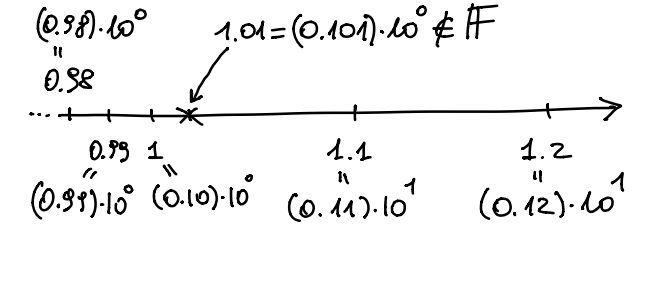 (0.98)·10⁰
1.01=(0.101)·10⁰ ∉ 𝔽
"
0.98
...
0.99 1 1.1 1.2
(0.99)·10⁰ (0.10)·10⁰ (0.11)·10¹ (0.12)·10¹